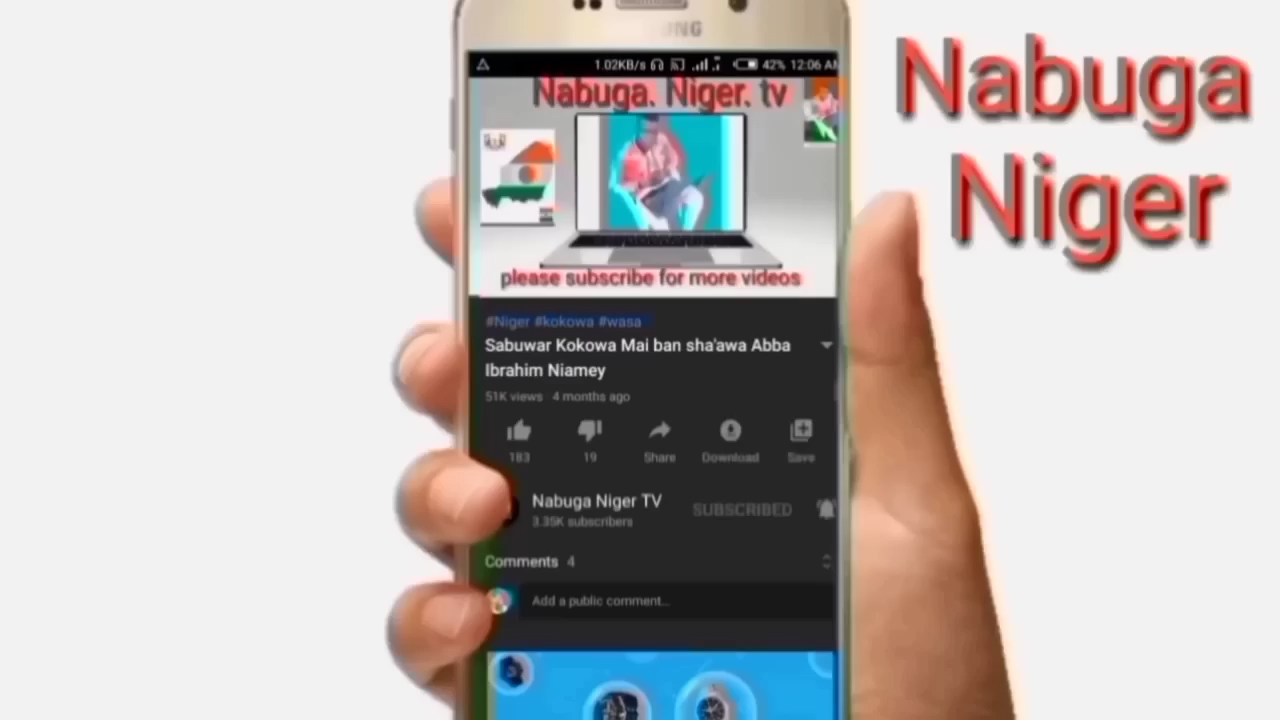 Nabuga
Niger
1.02KB/s 42% 12:06 AM
Nabuga. Niger. tv
please subscribe for more videos
#Niger #kokowa #wasa
Sabuwar Kokowa Mai ban sha'awa Abba
Ibrahim Niamey
51K views 4 months ago
183 19 Share Download Save
Nabuga Niger TV SUBSCRIBED
3.35K subscribers
Comments 4
Add a public comment...